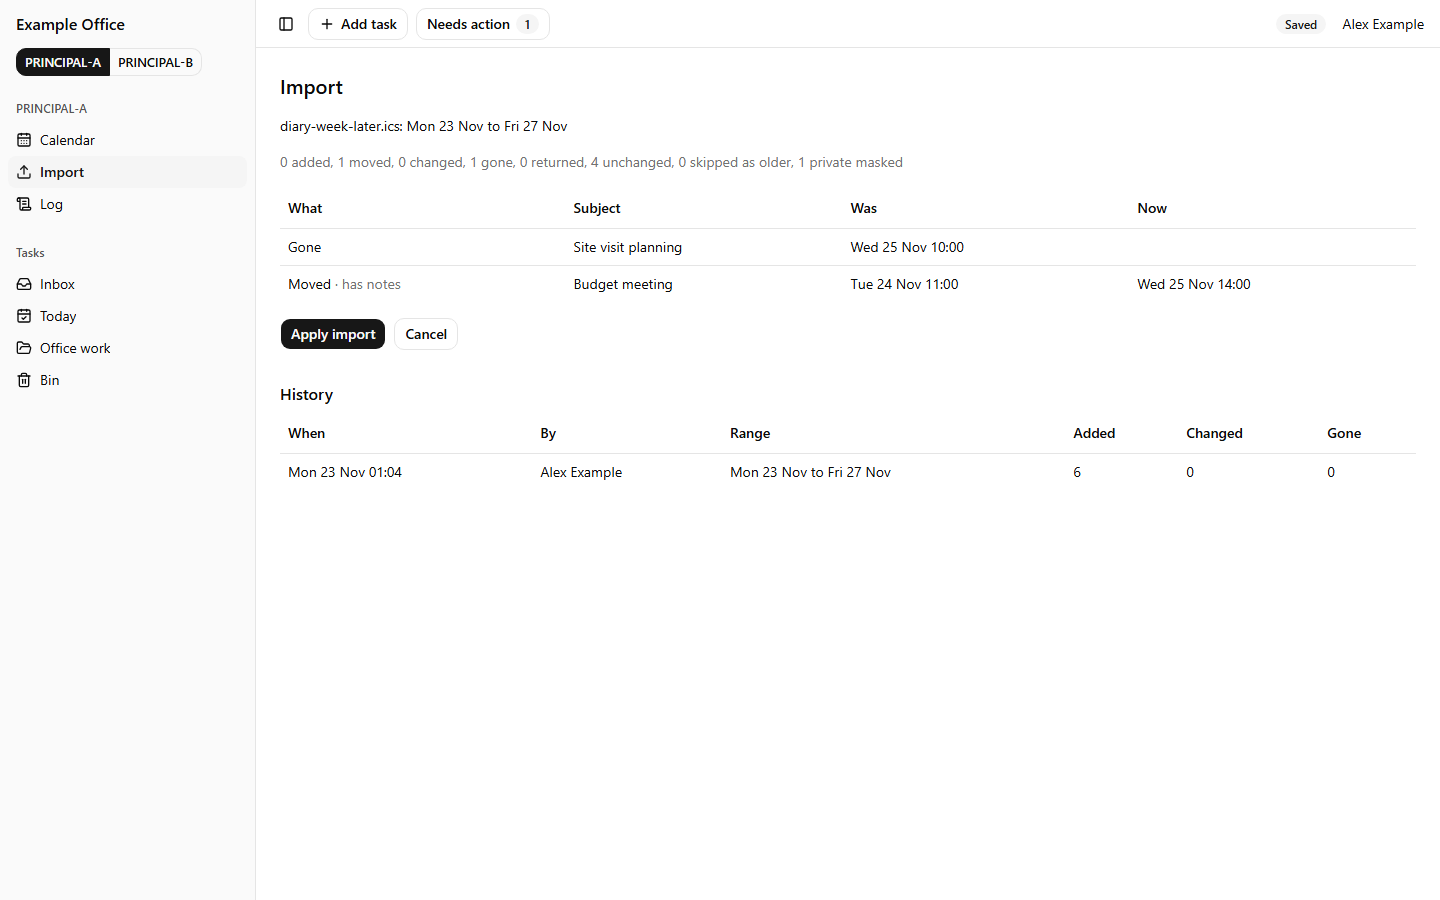 Example Office
PRINCIPAL-A PRINCIPAL-B
PRINCIPAL-A
Calendar
Import
Log
Tasks
Inbox
Today
Office work
Bin
Add task Needs action 1 Saved Alex Example
Import
diary-week-later.ics: Mon 23 Nov to Fri 27 Nov
0 added, 1 moved, 0 changed, 1 gone, 0 returned, 4 unchanged, 0 skipped as older, 1 private masked
What Subject Was Now
Gone Site visit planning Wed 25 Nov 10:00
Moved · has notes Budget meeting Tue 24 Nov 11:00 Wed 25 Nov 14:00
Apply import Cancel
History
When By Range Added Changed Gone
Mon 23 Nov 01:04 Alex Example Mon 23 Nov to Fri 27 Nov 6 0 0